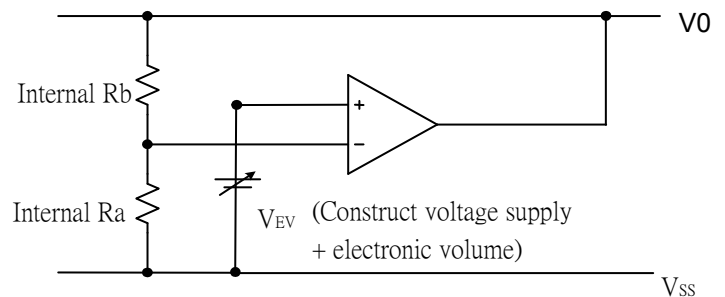 V0
Internal Rb
+
−
Internal Ra
VEV (Construct voltage supply
+ electronic volume)
VSS